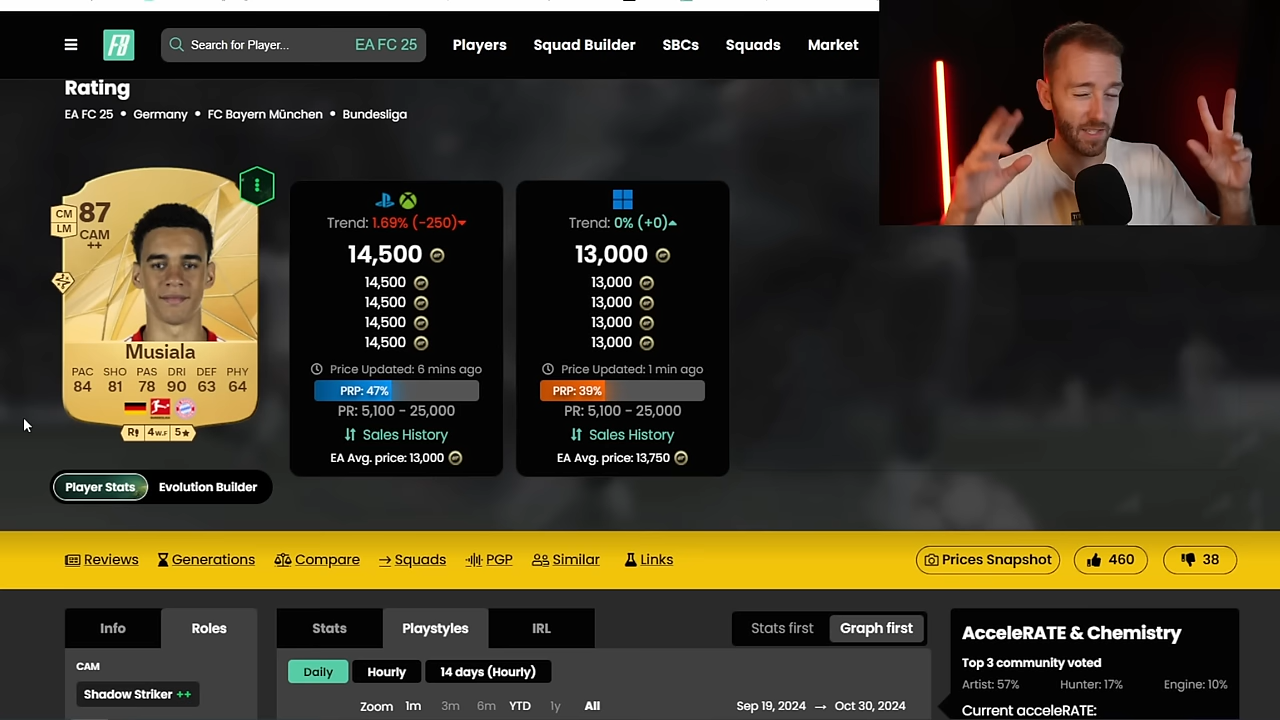 FB
Search for Player...
EA FC 25
Players
Squad Builder
SBCs
Squads
Market
Rating
EA FC 25 • Germany • FC Bayern München • Bundesliga
CM
LM
87
CAM
++
Musiala
PAC SHO PAS DRI DEF PHY
84 81 78 90 63 64
4 W.F 5★
Trend: 1.69% (-250)
14,500
14,500
14,500
14,500
14,500
Price Updated: 6 mins ago
PRP: 47%
PR: 5,100 - 25,000
Sales History
EA Avg. price: 13,000
Trend: 0% (+0)
13,000
13,000
13,000
13,000
13,000
Price Updated: 1 min ago
PRP: 39%
PR: 5,100 - 25,000
Sales History
EA Avg. price: 13,750
Player Stats
Evolution Builder
Reviews
Generations
Compare
Squads
PGP
Similar
Links
Prices Snapshot
460
38
Info
Roles
CAM
Shadow Striker ++
Stats
Playstyles
IRL
Stats first
Graph first
Daily
Hourly
14 days (Hourly)
Zoom 1m 3m 6m YTD 1y All
Sep 19, 2024 → Oct 30, 2024
AcceleRATE & Chemistry
Top 3 community voted
Artist: 57%
Hunter: 17%
Engine: 10%
Current acceleRATE: